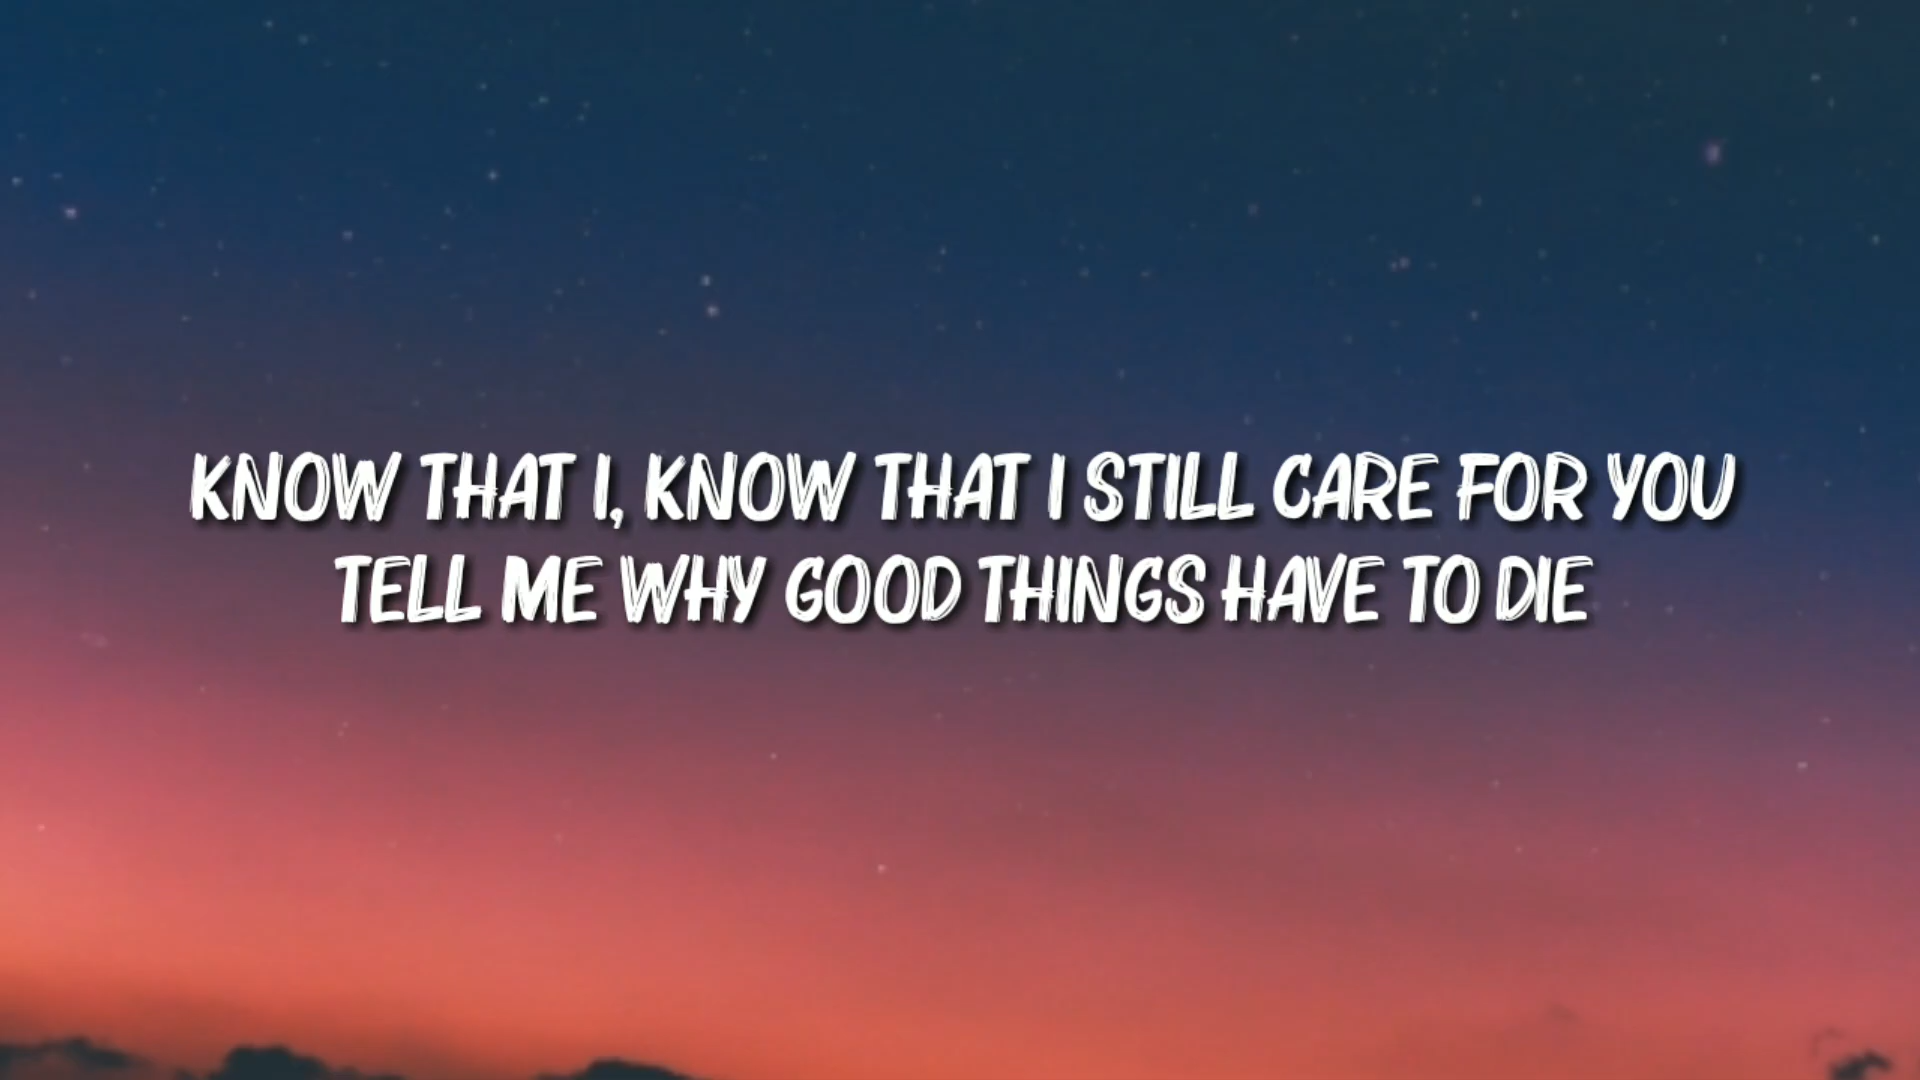 KNOW THAT I, KNOW THAT I STILL CARE FOR YOU
TELL ME WHY GOOD THINGS HAVE TO DIE